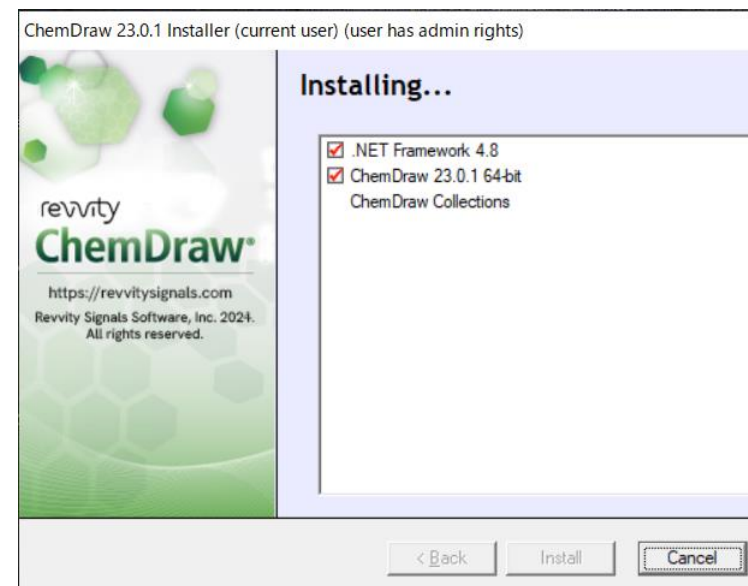 ChemDraw 23.0.1 Installer (current user) (user has admin rights)
Installing...
.NET Framework 4.8
ChemDraw 23.0.1 64-bit
ChemDraw Collections
revvity
ChemDraw®
https://revvitysignals.com
Revvity Signals Software, Inc. 2024.
All rights reserved.
< Back
Install
Cancel